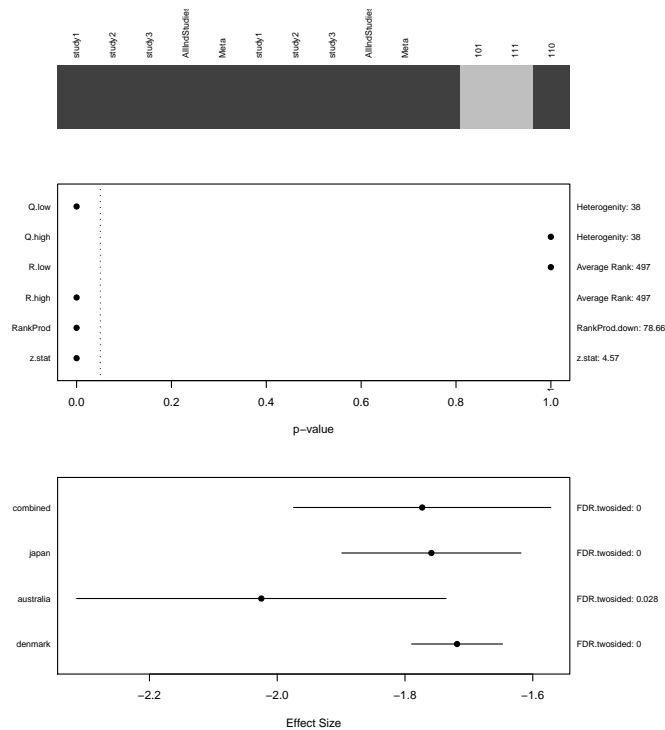 study1
study2
study3
AllIndStudies
Meta
study1
study2
study3
AllIndStudies
Meta
101
111
110
Q.low
Heterogenity: 38
Q.high
Heterogenity: 38
R.low
Average Rank: 497
R.high
Average Rank: 497
RankProd
RankProd.down: 78.66
z.stat
z.stat: 4.57
0.0 0.2 0.4 0.6 0.8 1.0
p−value
combined
FDR.twosided: 0
japan
FDR.twosided: 0
australia
FDR.twosided: 0.028
denmark
FDR.twosided: 0
−2.2 −2.0 −1.8 −1.6
Effect Size